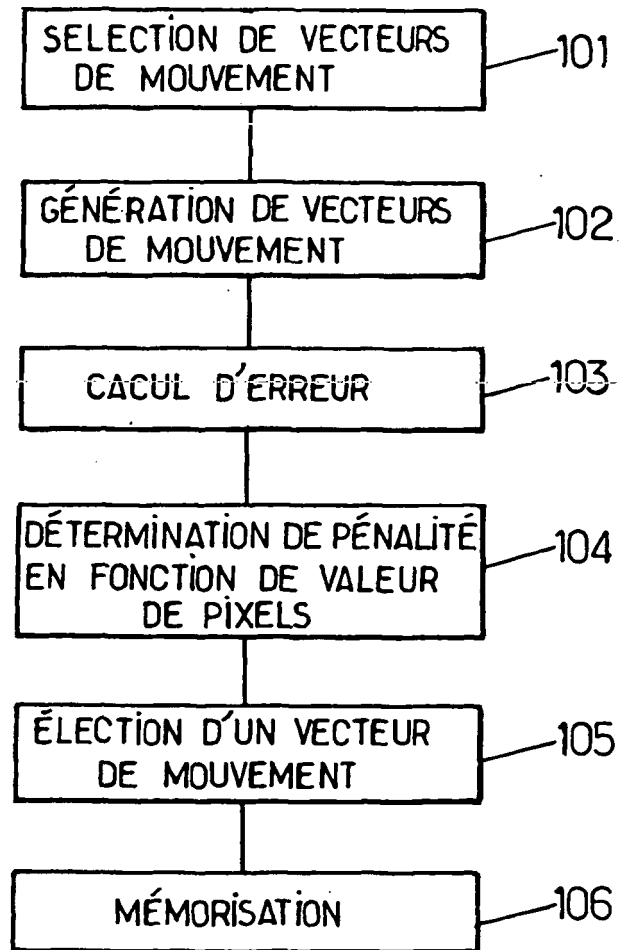 SELECTION DE VECTEURS
DE MOUVEMENT
101
GÉNÉRATION DE VECTEURS
DE MOUVEMENT
102
CACUL D'ERREUR
103
DÉTERMINATION DE PÉNALITÉ
EN FONCTION DE VALEUR
DE PIXELS
104
ÉLECTION D'UN VECTEUR
DE MOUVEMENT
105
MÉMORISATION
106